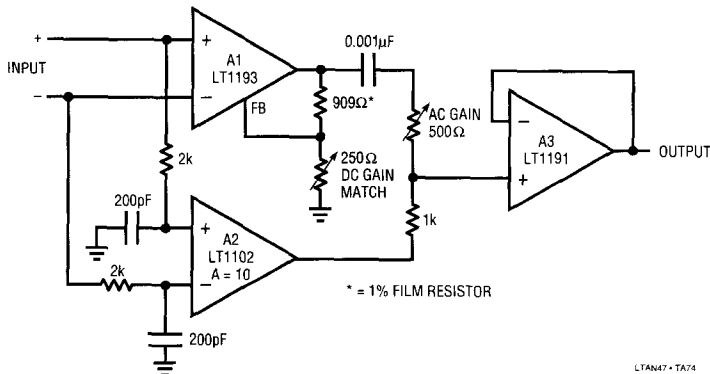 INPUT
+
−
+
−
A1
LT1193
FB
0.001µF
909Ω*
250Ω
DC GAIN
MATCH
AC GAIN
500Ω
−
+
A3
LT1191
OUTPUT
2k
200pF
+
−
A2
LT1102
A = 10
1k
2k
200pF
* = 1% FILM RESISTOR
LTAN47 • TA74